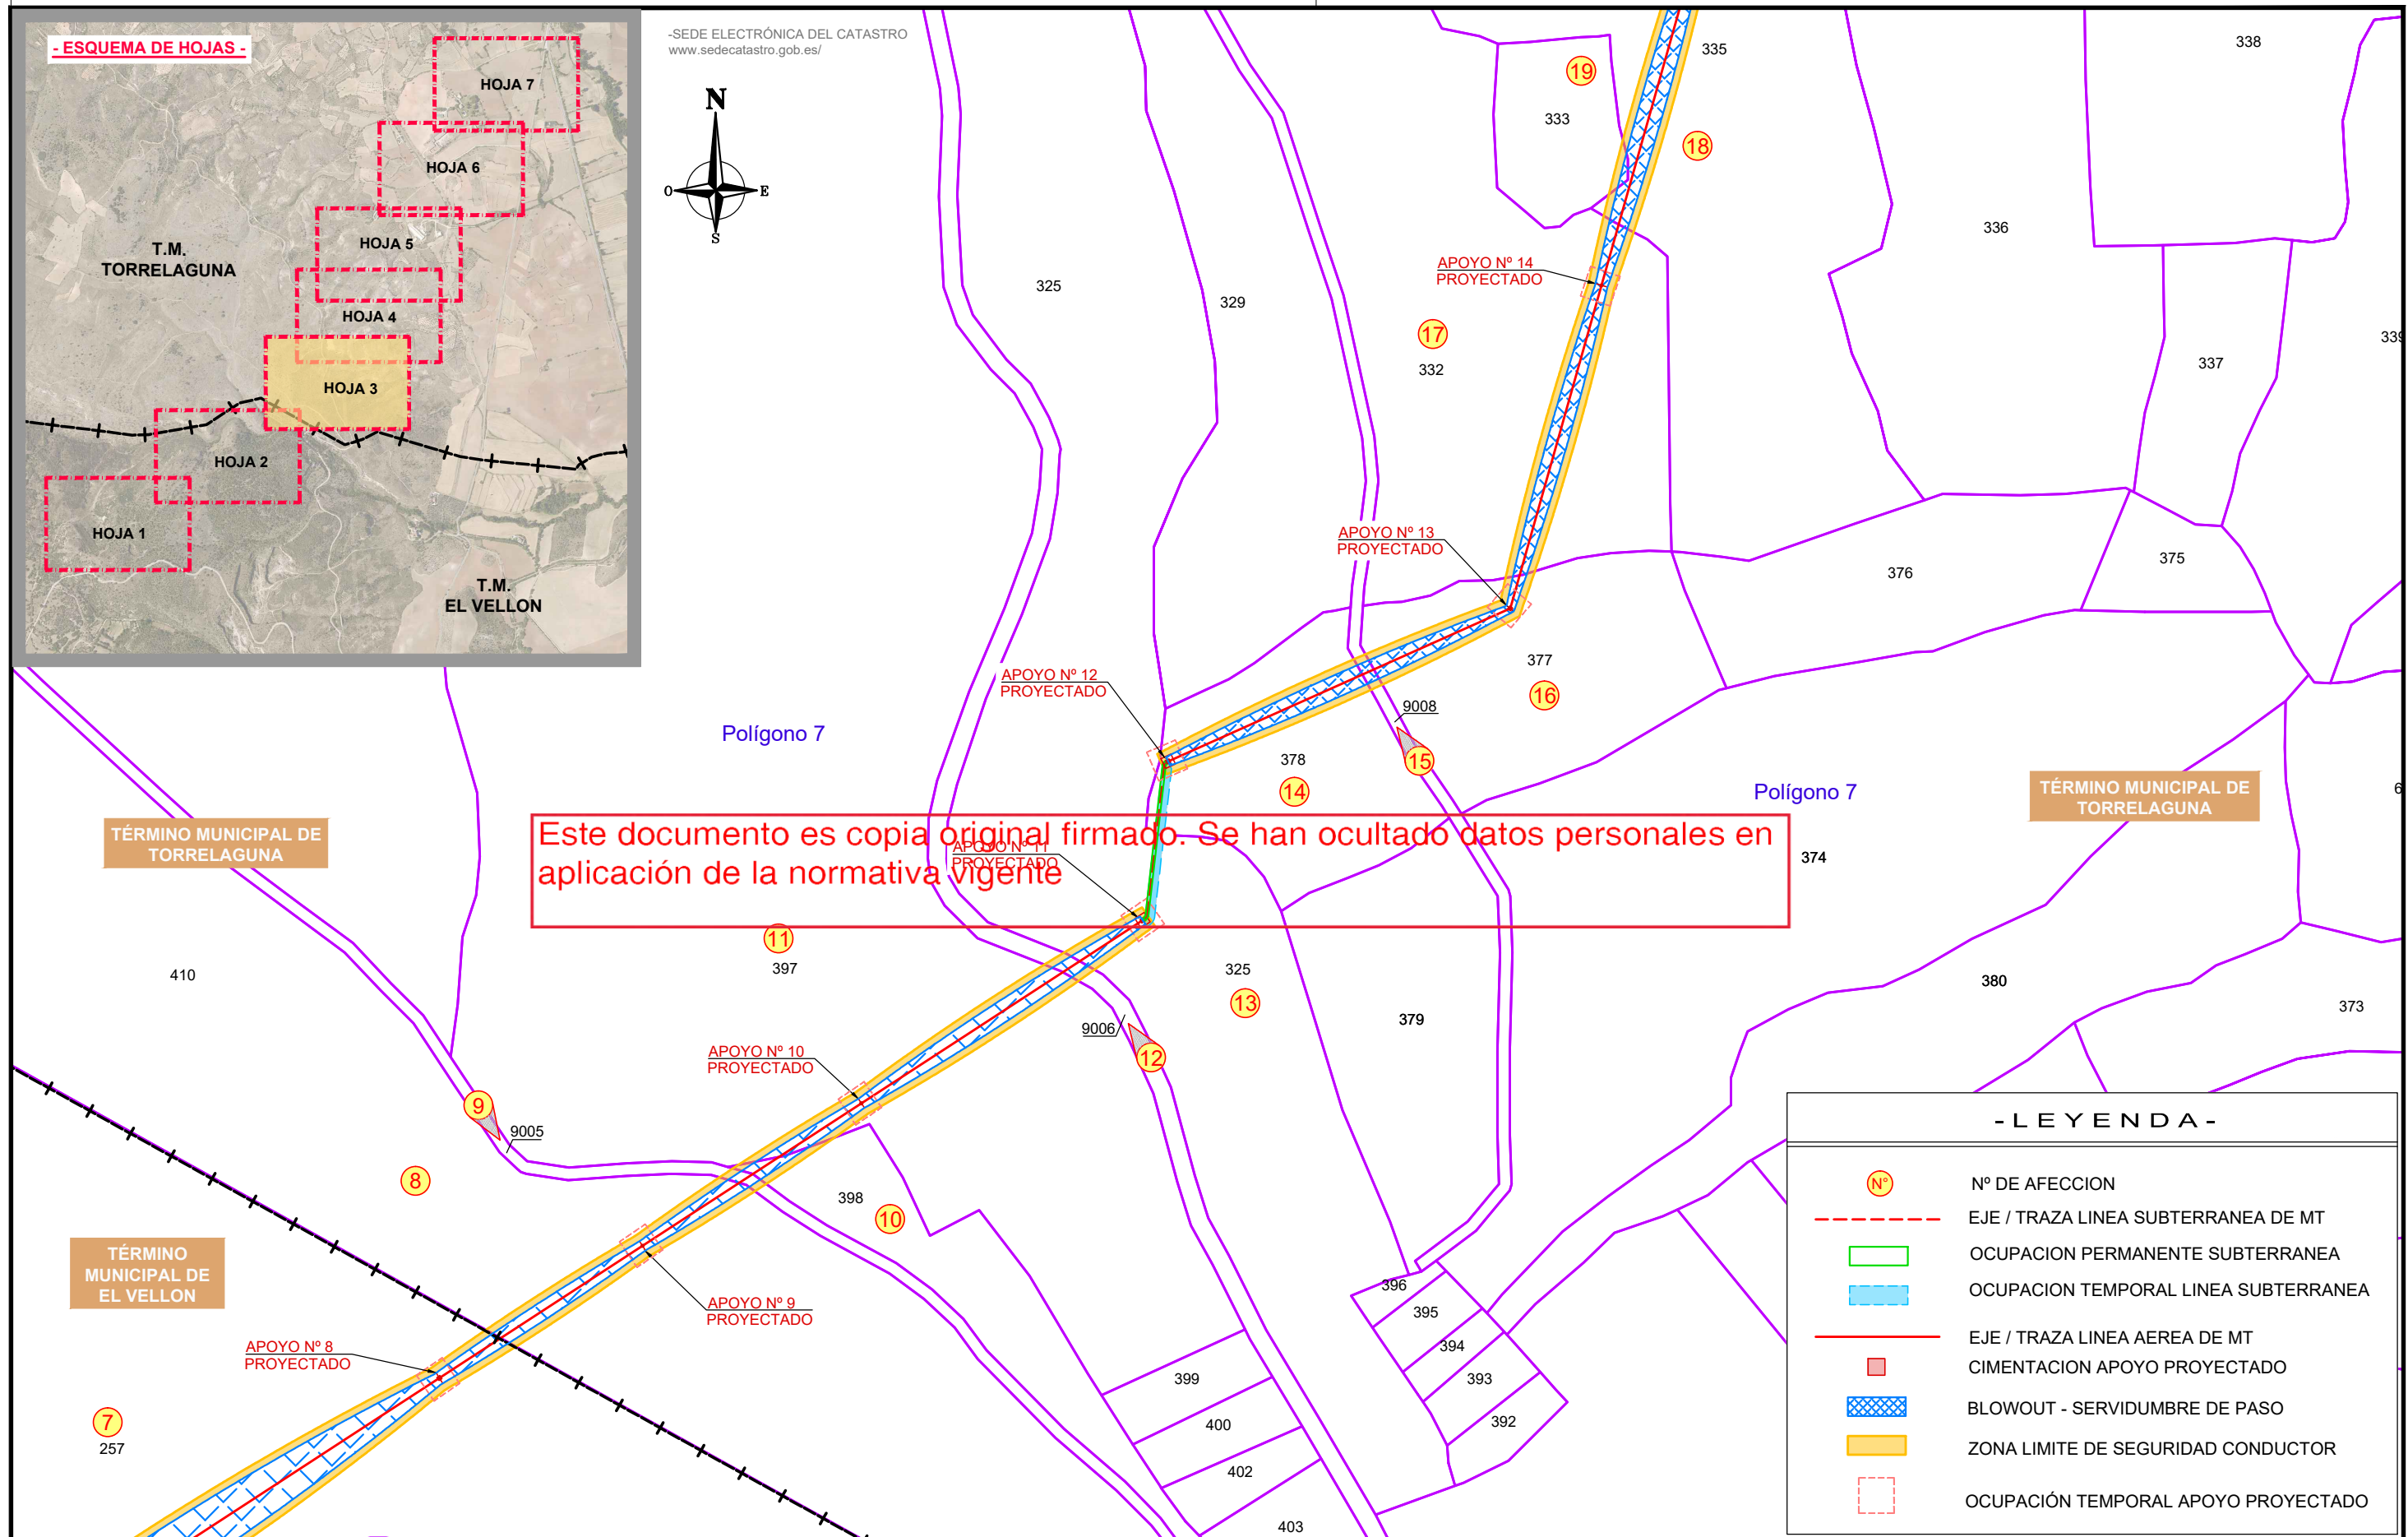 - ESQUEMA DE HOJAS -
HOJA 7
HOJA 6
HOJA 5
HOJA 4
HOJA 3
HOJA 2
HOJA 1
T.M.
TORRELAGUNA
T.M.
EL VELLON
-SEDE ELECTRÓNICA DEL CATASTRO
www.sedecatastro.gob.es/
N
O
E
S
335
338
19
333
18
336
325
329
APOYO Nº 14
PROYECTADO
17
332
337
339
APOYO Nº 13
PROYECTADO
375
376
377
16
APOYO Nº 12
PROYECTADO
9008
15
378
14
Polígono 7
Polígono 7
TÉRMINO MUNICIPAL DE
TORRELAGUNA
TÉRMINO MUNICIPAL DE
TORRELAGUNA
6
Este documento es copia original firmado. Se han ocultado datos personales en
aplicación de la normativa vigente
APOYO Nº 11
PROYECTADO
374
11
397
410
325
13
380
373
379
9006
12
APOYO Nº 10
PROYECTADO
9
9005
8
398
10
TÉRMINO
MUNICIPAL DE
EL VELLON
APOYO Nº 9
PROYECTADO
APOYO Nº 8
PROYECTADO
7
257
396
395
394
393
392
399
400
402
403
-LEYENDA-
Nº
Nº DE AFECCION
EJE / TRAZA LINEA SUBTERRANEA DE MT
OCUPACION PERMANENTE SUBTERRANEA
OCUPACION TEMPORAL LINEA SUBTERRANEA
EJE / TRAZA LINEA AEREA DE MT
CIMENTACION APOYO PROYECTADO
BLOWOUT - SERVIDUMBRE DE PASO
ZONA LIMITE DE SEGURIDAD CONDUCTOR
OCUPACIÓN TEMPORAL APOYO PROYECTADO